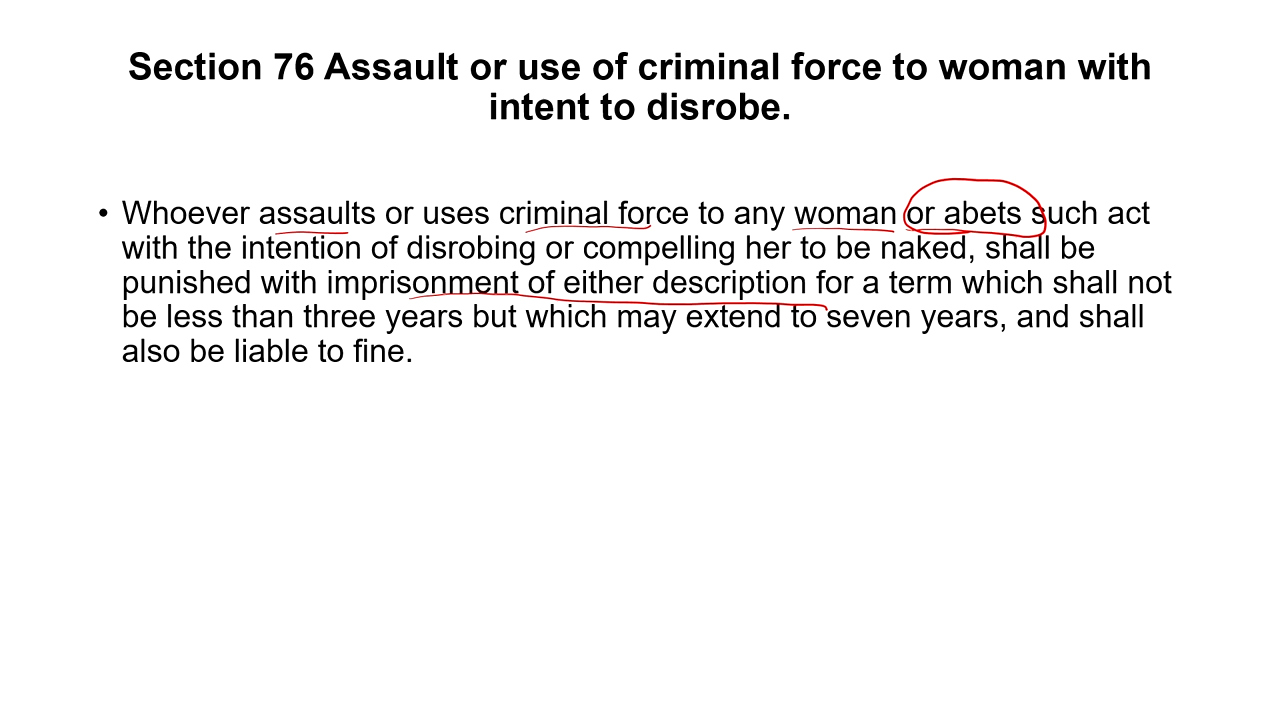 Section 76 Assault or use of criminal force to woman with
intent to disrobe.
• Whoever assaults or uses criminal force to any woman or abets such act
with the intention of disrobing or compelling her to be naked, shall be
punished with imprisonment of either description for a term which shall not
be less than three years but which may extend to seven years, and shall
also be liable to fine.